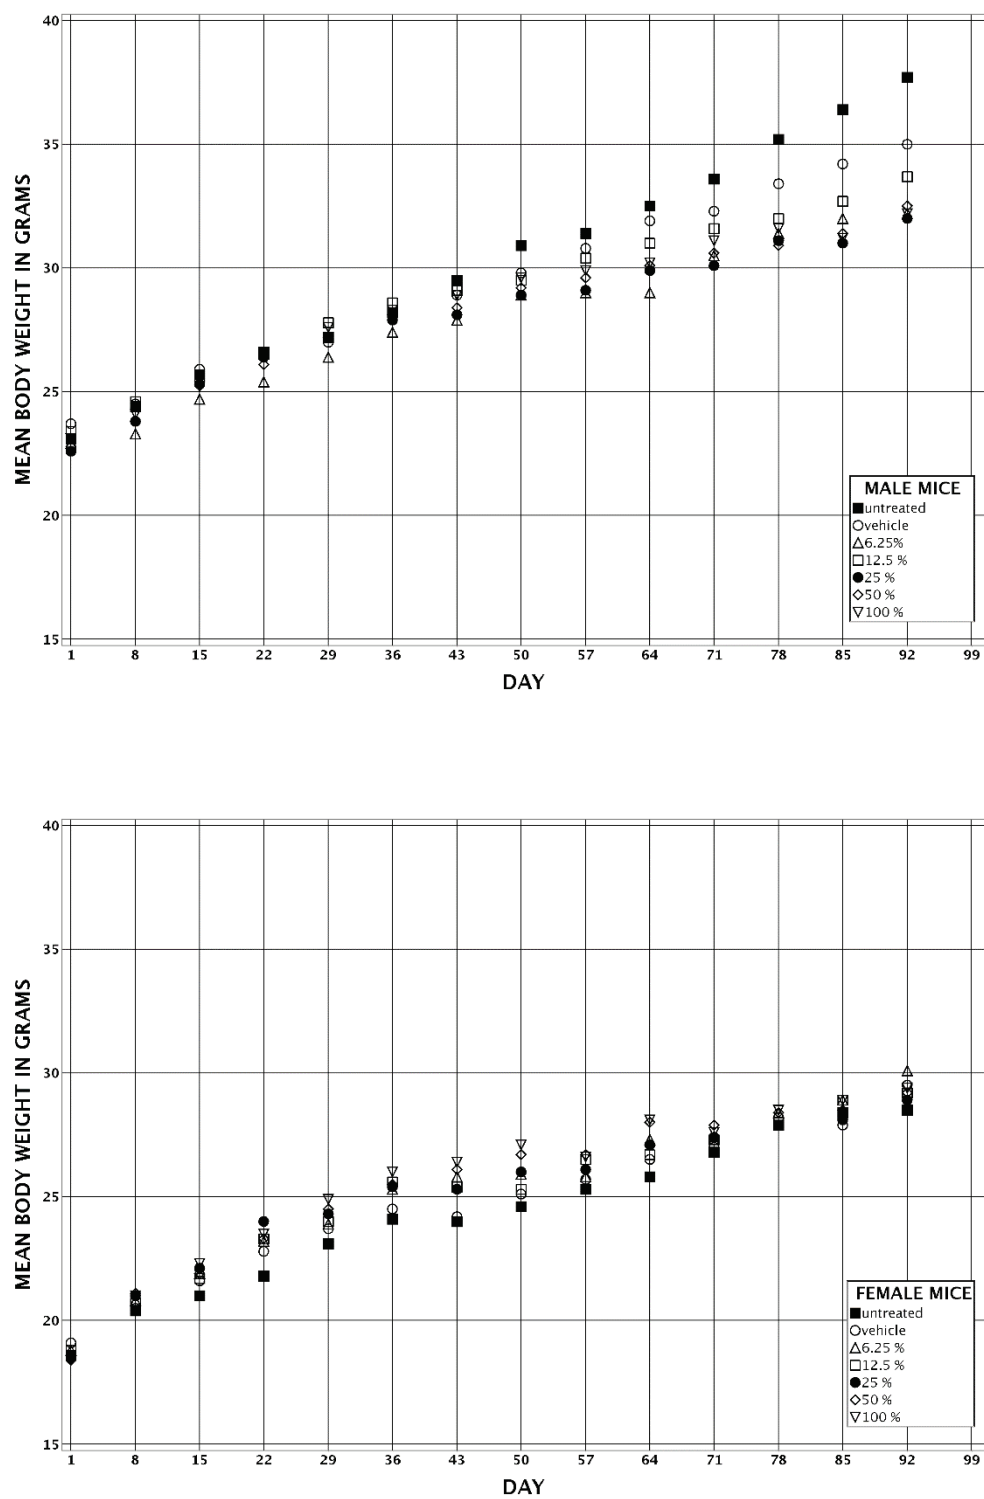 40
35
30
25
20
15
MEAN BODY WEIGHT IN GRAMS
MALE MICE
untreated
vehicle
6.25%
12.5 %
25 %
50 %
100 %
1 8 15 22 29 36 43 50 57 64 71 78 85 92 99
DAY
40
35
30
25
20
15
MEAN BODY WEIGHT IN GRAMS
FEMALE MICE
untreated
vehicle
6.25 %
12.5 %
25 %
50 %
100 %
1 8 15 22 29 36 43 50 57 64 71 78 85 92 99
DAY